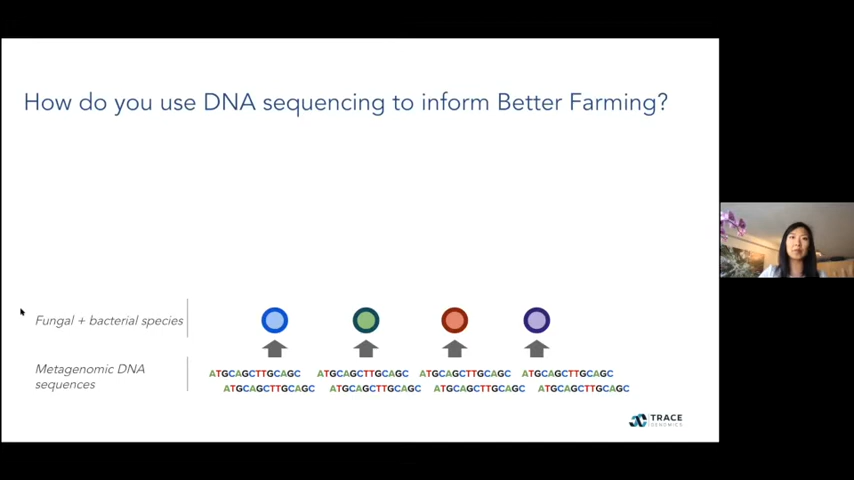 How do you use DNA sequencing to inform Better Farming?
Fungal + bacterial species
Metagenomic DNA
sequences
ATGCAGCTTGCAGC ATGCAGCTTGCAGC ATGCAGCTTGCAGC ATGCAGCTTGCAGC
ATGCAGCTTGCAGC ATGCAGCTTGCAGC ATGCAGCTTGCAGC ATGCAGCTTGCAGC
TRACE
GENOMICS